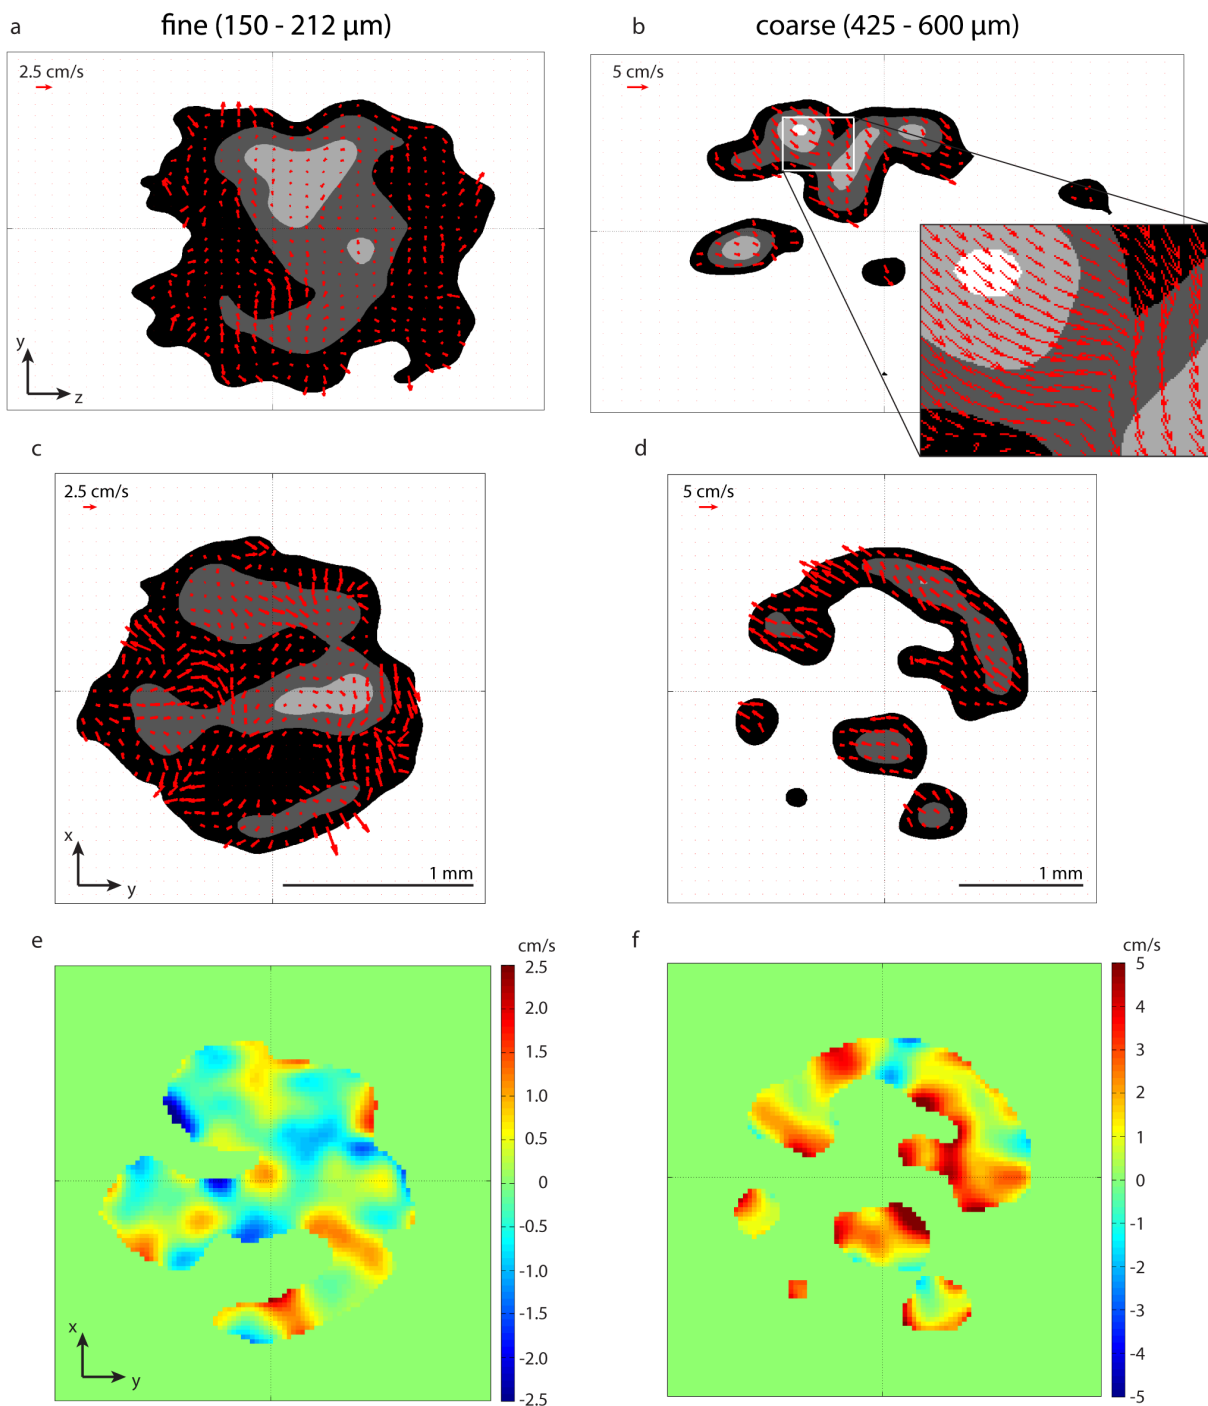 a
fine (150 - 212 μm)
b
coarse (425 - 600 μm)
2.5 cm/s
5 cm/s
y
z
c
d
2.5 cm/s
5 cm/s
x
y
1 mm
1 mm
e
f
cm/s
cm/s
2.5
2.0
1.5
1.0
0.5
0
-0.5
-1.0
-1.5
-2.0
-2.5
5
4
3
2
1
0
-1
-2
-3
-4
-5
x
y